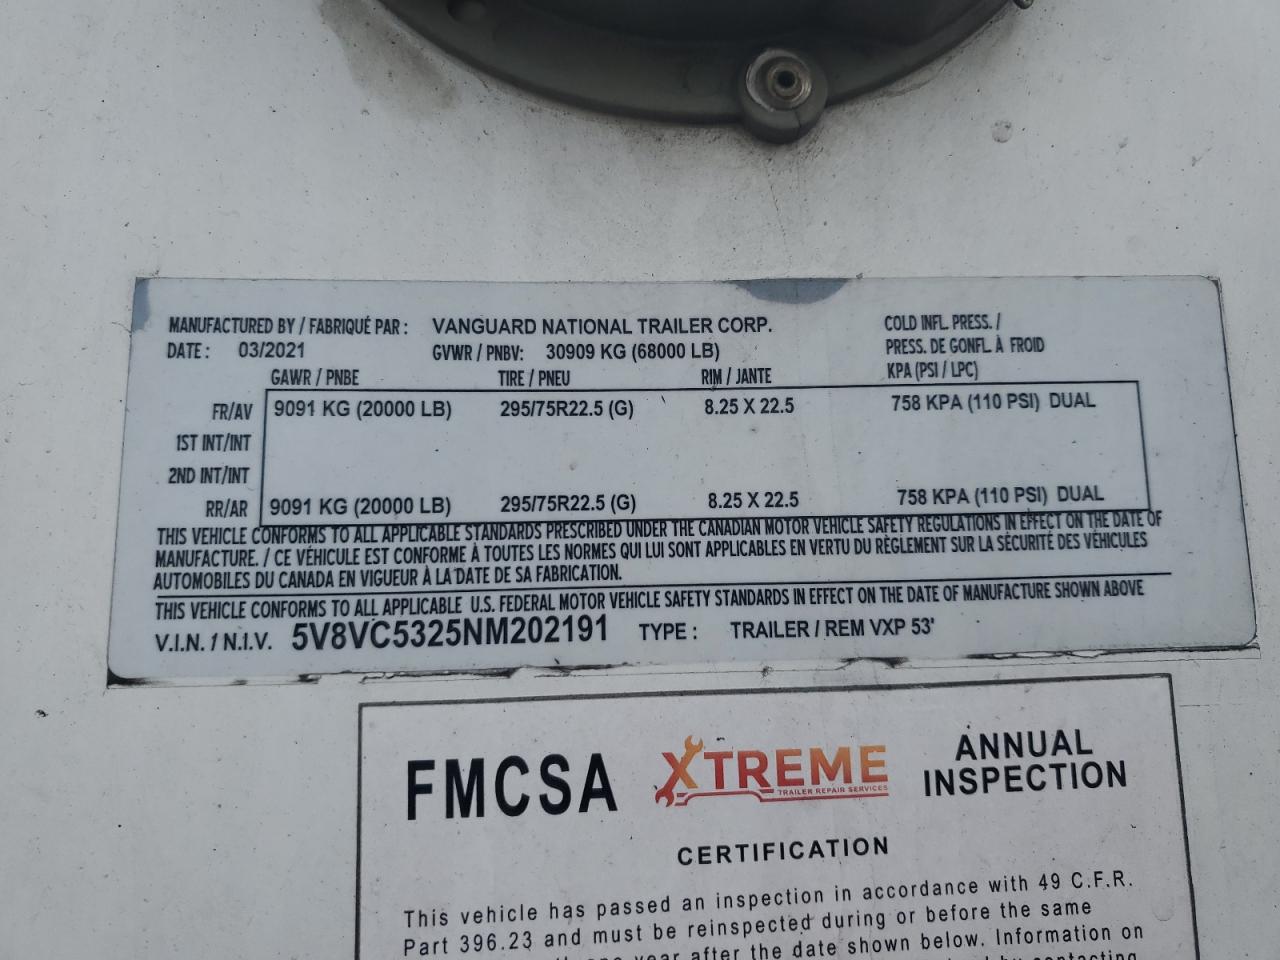 MANUFACTURED BY / FABRIQUÉ PAR : VANGUARD NATIONAL TRAILER CORP. COLD INFL. PRESS. /
DATE : 03/2021 GVWR / PNBV: 30909 KG (68000 LB) PRESS. DE GONFL. À FROID
GAWR / PNBE TIRE / PNEU RIM / JANTE KPA (PSI / LPC)
FR/AV 9091 KG (20000 LB) 295/75R22.5 (G) 8.25 X 22.5 758 KPA (110 PSI) DUAL
1ST INT/INT
2ND INT/INT
RR/AR 9091 KG (20000 LB) 295/75R22.5 (G) 8.25 X 22.5 758 KPA (110 PSI) DUAL
THIS VEHICLE CONFORMS TO ALL APPLICABLE STANDARDS PRESCRIBED UNDER THE CANADIAN MOTOR VEHICLE SAFETY REGULATIONS IN EFFECT ON THE DATE OF
MANUFACTURE. / CE VÉHICULE EST CONFORME À TOUTES LES NORMES QUI LUI SONT APPLICABLES EN VERTU DU RÈGLEMENT SUR LA SÉCURITÉ DES VÉHICULES
AUTOMOBILES DU CANADA EN VIGUEUR À LA DATE DE SA FABRICATION.
THIS VEHICLE CONFORMS TO ALL APPLICABLE U.S. FEDERAL MOTOR VEHICLE SAFETY STANDARDS IN EFFECT ON THE DATE OF MANUFACTURE SHOWN ABOVE
V.I.N. / N.I.V. 5V8VC5325NM202191 TYPE : TRAILER / REM VXP 53'
FMCSA XTREME ANNUAL
TRAILER REPAIR SERVICES INSPECTION
CERTIFICATION
This vehicle has passed an inspection in accordance with 49 C.F.R.
Part 396.23 and must be reinspected during or before the same
year after the date shown below. Information on
contacting